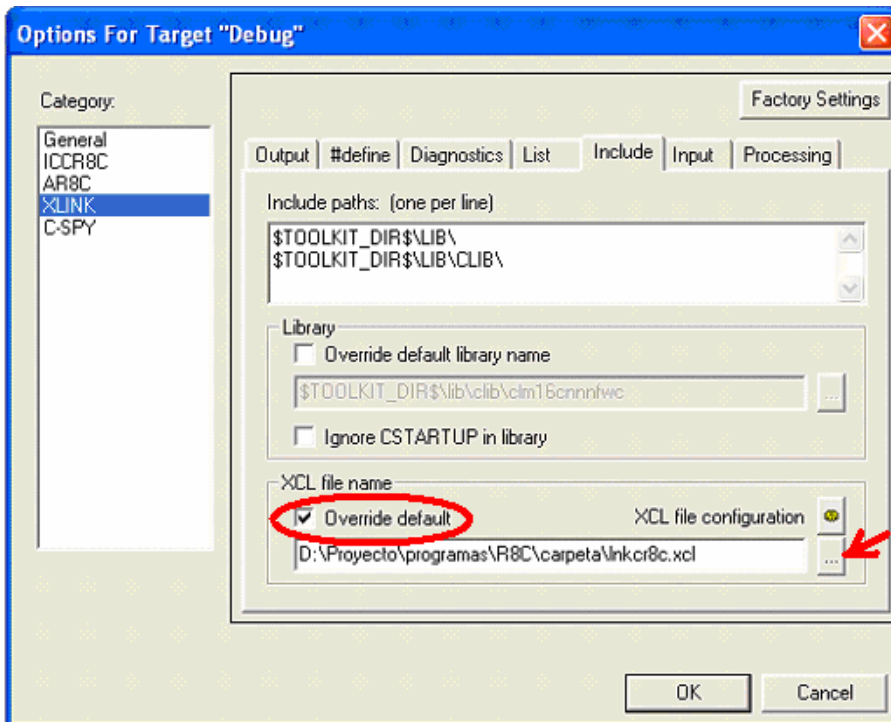 Options For Target "Debug"
Category:
General
ICCR8C
AR8C
XLINK
C-SPY
Factory Settings
Output #define Diagnostics List Include Input Processing
Include paths: (one per line)
$TOOLKIT_DIR$\LIB\
$TOOLKIT_DIR$\LIB\CLIB\
Library
Override default library name
$TOOLKIT_DIR$\lib\clib\clm16cnnnfwc
...
Ignore CSTARTUP in library
XCL file name
Override default
XCL file configuration
D:\Proyecto\programas\R8C\carpeta\lnkcr8c.xcl
...
OK
Cancel